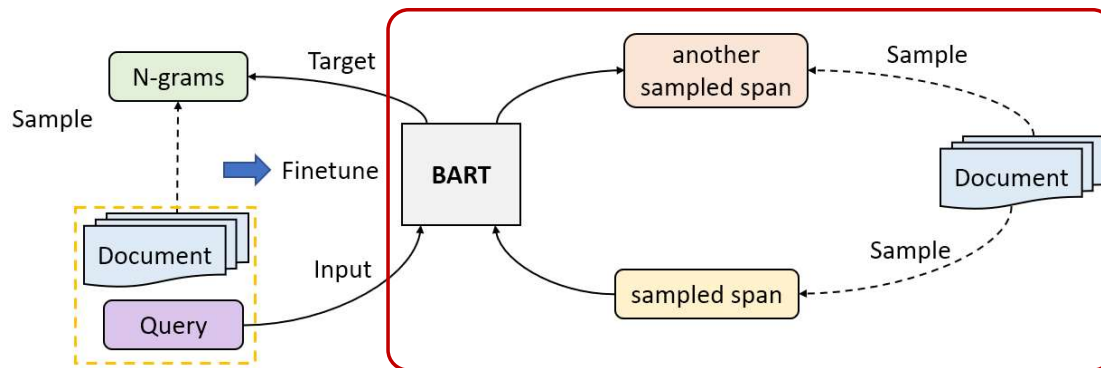 N-grams
Target
Sample
Finetune
Document
Input
Query
BART
another
sampled span
Sample
Document
Sample
sampled span